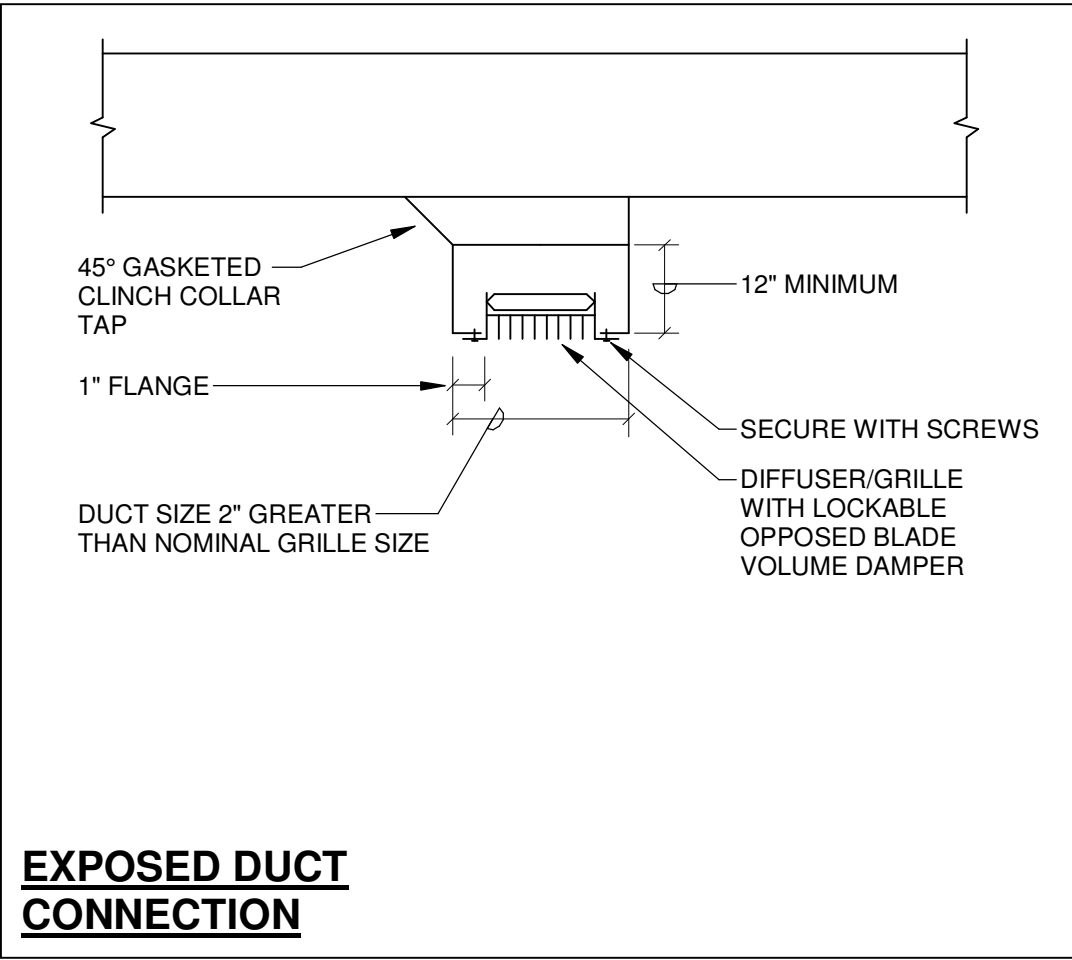 45° GASKETED
CLINCH COLLAR
TAP
12" MINIMUM
1" FLANGE
SECURE WITH SCREWS
DIFFUSER/GRILLE
WITH LOCKABLE
OPPOSED BLADE
VOLUME DAMPER
DUCT SIZE 2" GREATER
THAN NOMINAL GRILLE SIZE
EXPOSED DUCT
CONNECTION